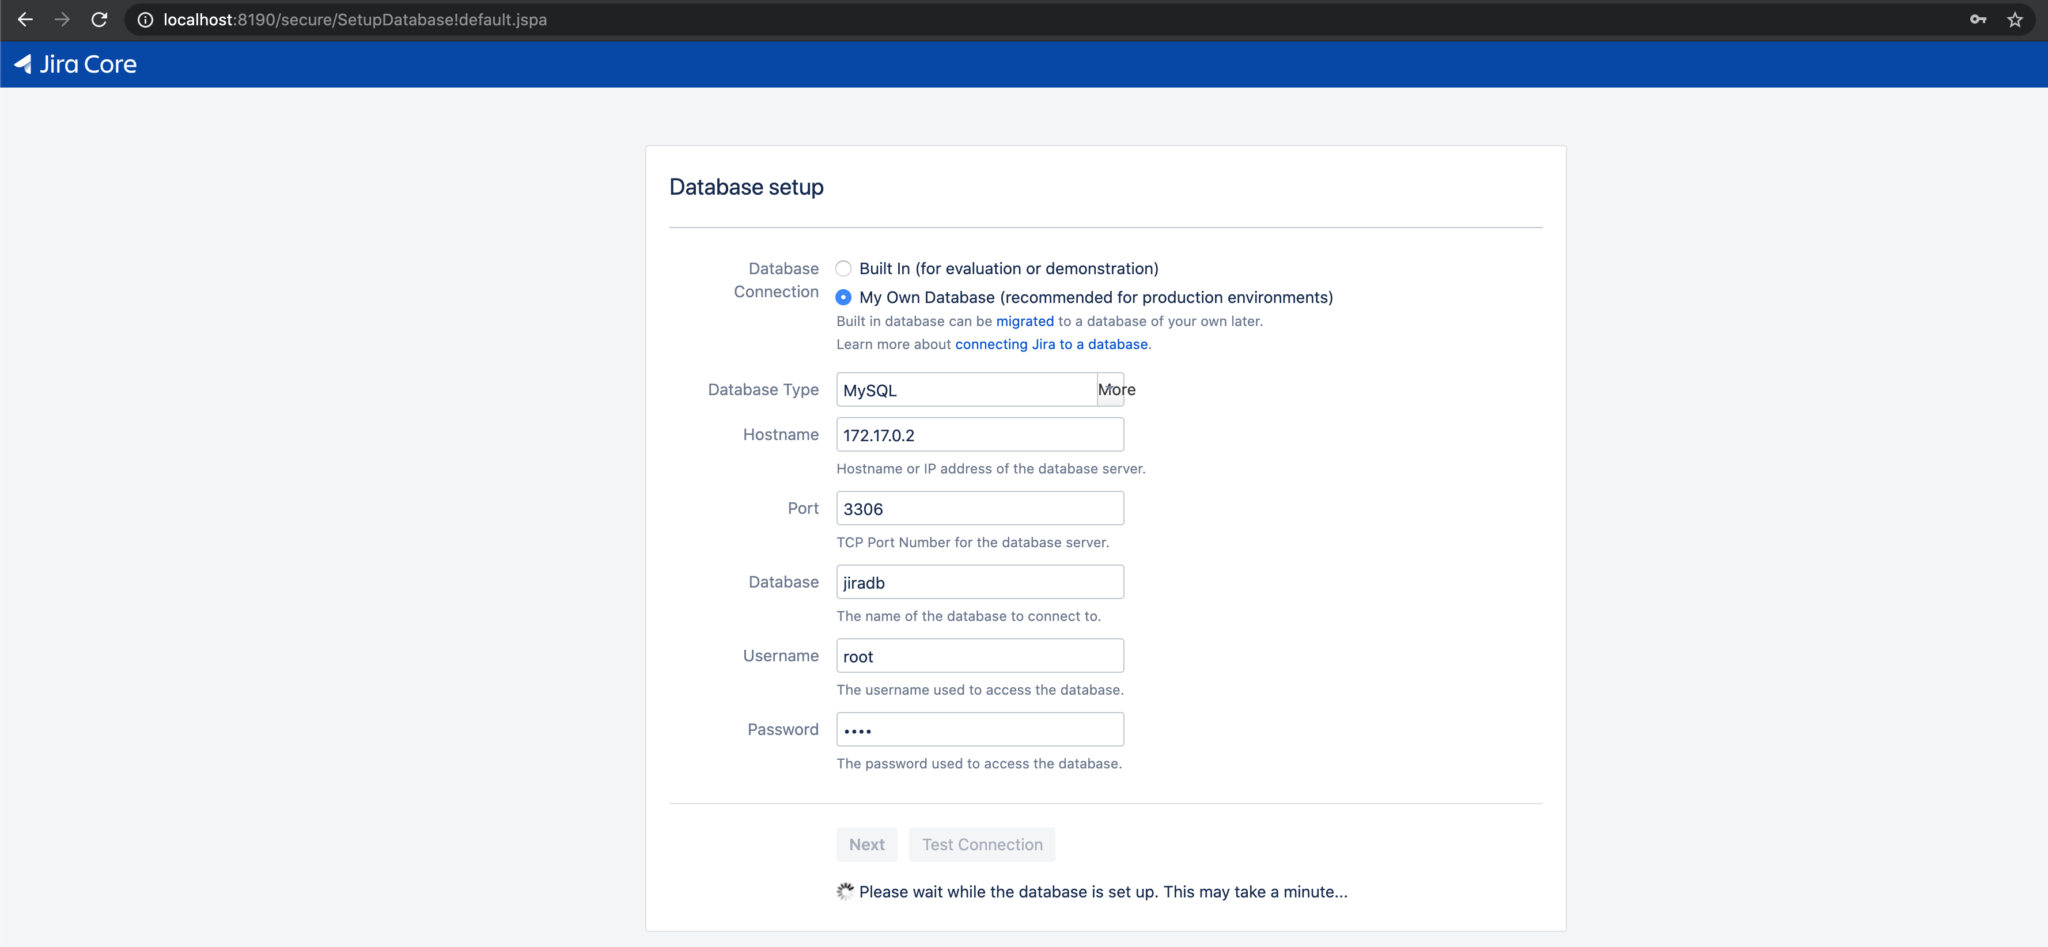 localhost:8190/secure/SetupDatabase!default.jspa
Jira Core
Database setup
Database Connection
Built In (for evaluation or demonstration)
My Own Database (recommended for production environments)
Built in database can be migrated to a database of your own later.
Learn more about connecting Jira to a database.
Database Type
MySQL
More
Hostname
172.17.0.2
Hostname or IP address of the database server.
Port
3306
TCP Port Number for the database server.
Database
jiradb
The name of the database to connect to.
Username
root
The username used to access the database.
Password
••••
The password used to access the database.
Next
Test Connection
Please wait while the database is set up. This may take a minute...